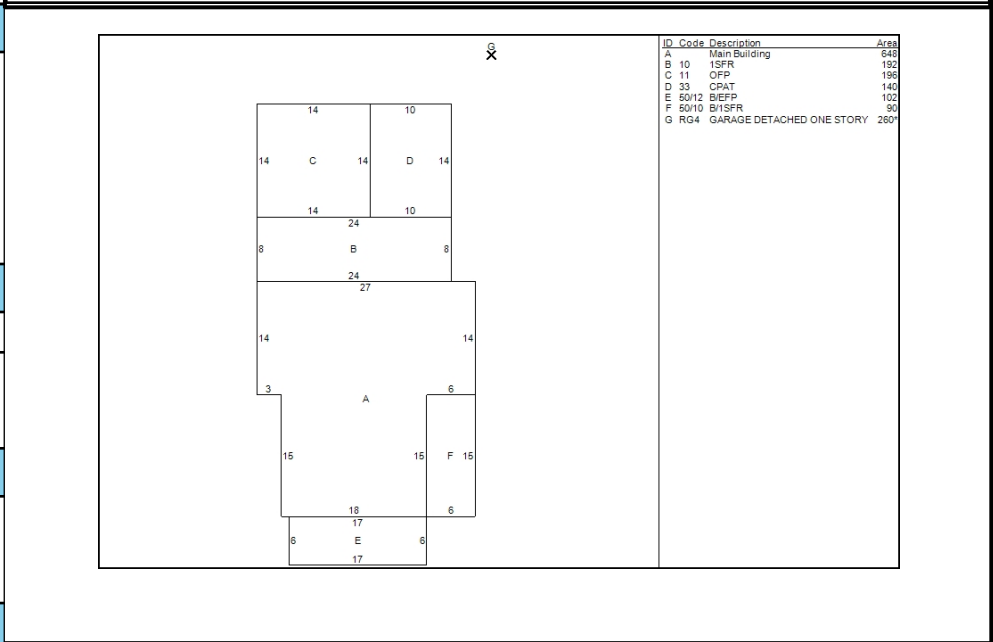 G
ID Code Description Area
A Main Building 648
B 10 1SFR 192
C 11 OFP 196
D 33 CPAT 140
E 50/12 B/EFP 102
F 50/10 B/1SFR 90
G RG4 GARAGE DETACHED ONE STORY 260*
14 10
14 C 14 D 14
14 10
24
8 B 8
24
27
14 14
3 6
A
15 15 F 15
18 6
17
6 E 6
17